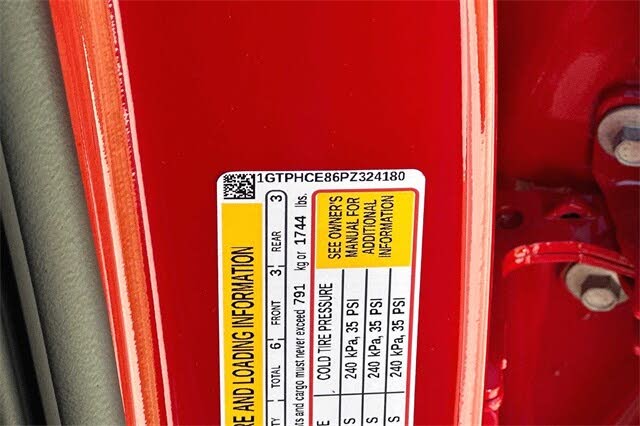 1GTPHCE86PZ324180
RE AND LOADING INFORMATION
TOTAL 6 FRONT 3 REAR 3
and cargo must never exceed 791 kg or 1744 lbs.
COLD TIRE PRESSURE
240 kPa, 35 PSI
240 kPa, 35 PSI
240 kPa, 35 PSI
SEE OWNER'S
MANUAL FOR
ADDITIONAL
INFORMATION